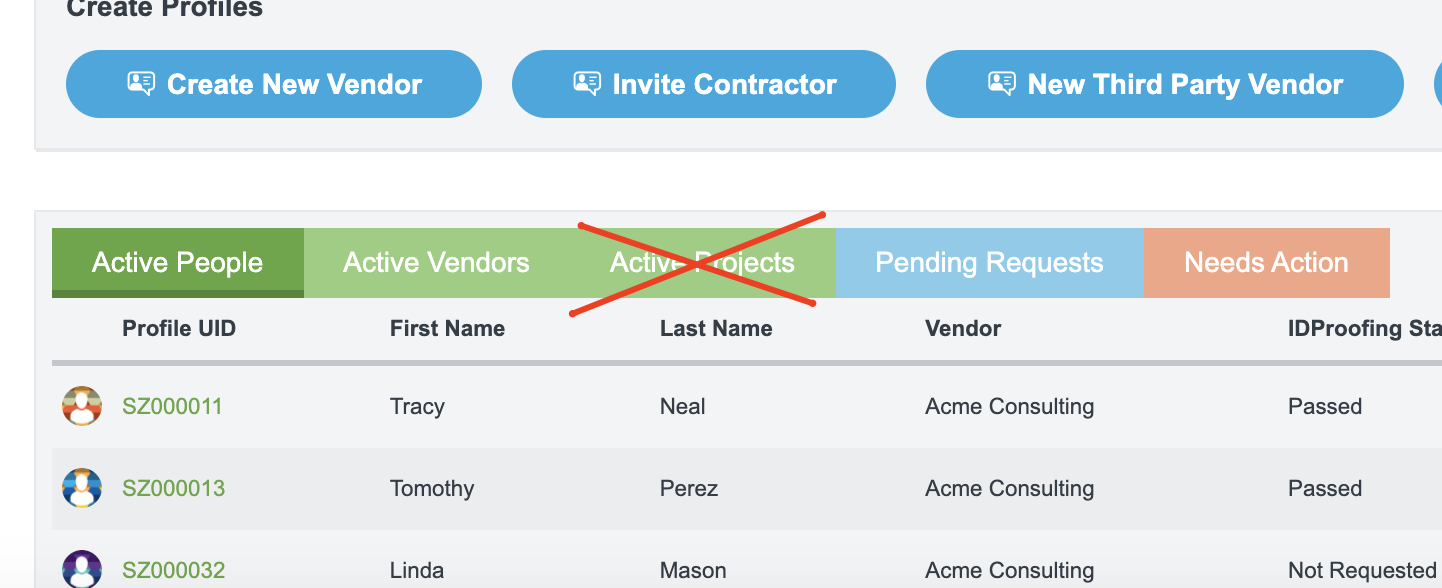 Create Profiles
Create New Vendor Invite Contractor New Third Party Vendor
Active People Active Vendors Active Projects Pending Requests Needs Action
Profile UID First Name Last Name Vendor IDProofing Sta
SZ000011 Tracy Neal Acme Consulting Passed
SZ000013 Tomothy Perez Acme Consulting Passed
SZ000032 Linda Mason Acme Consulting Not Requested